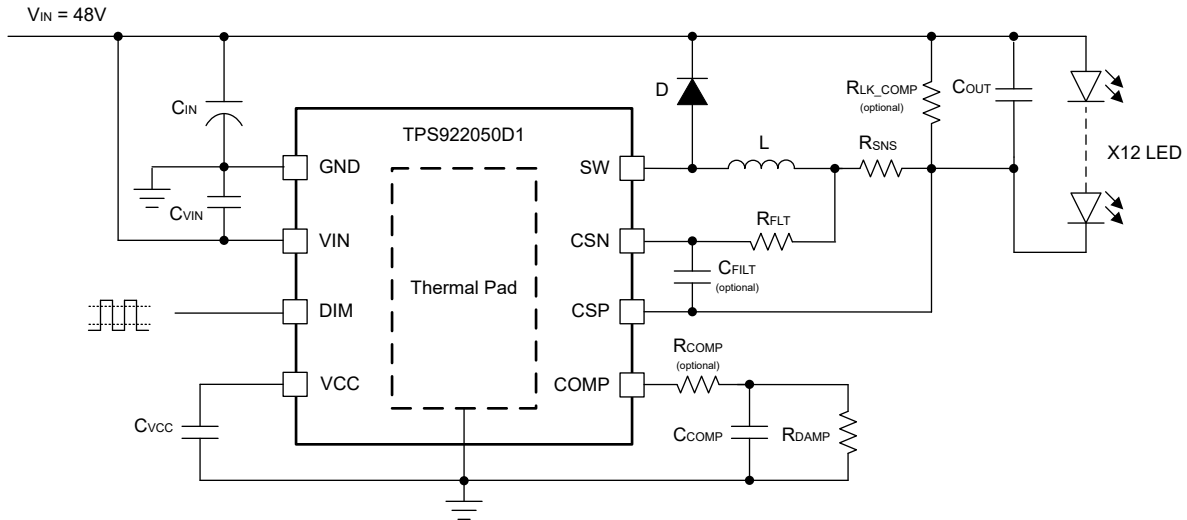 VIN = 48V
CIN
TPS922050D1
D
RLK_COMP
(optional)
COUT
L
RSNS
X12 LED
GND
SW
CVIN
RFLT
VIN
CSN
CFILT
(optional)
Thermal Pad
DIM
CSP
RCOMP
(optional)
VCC
COMP
CVCC
CCOMP
RDAMP